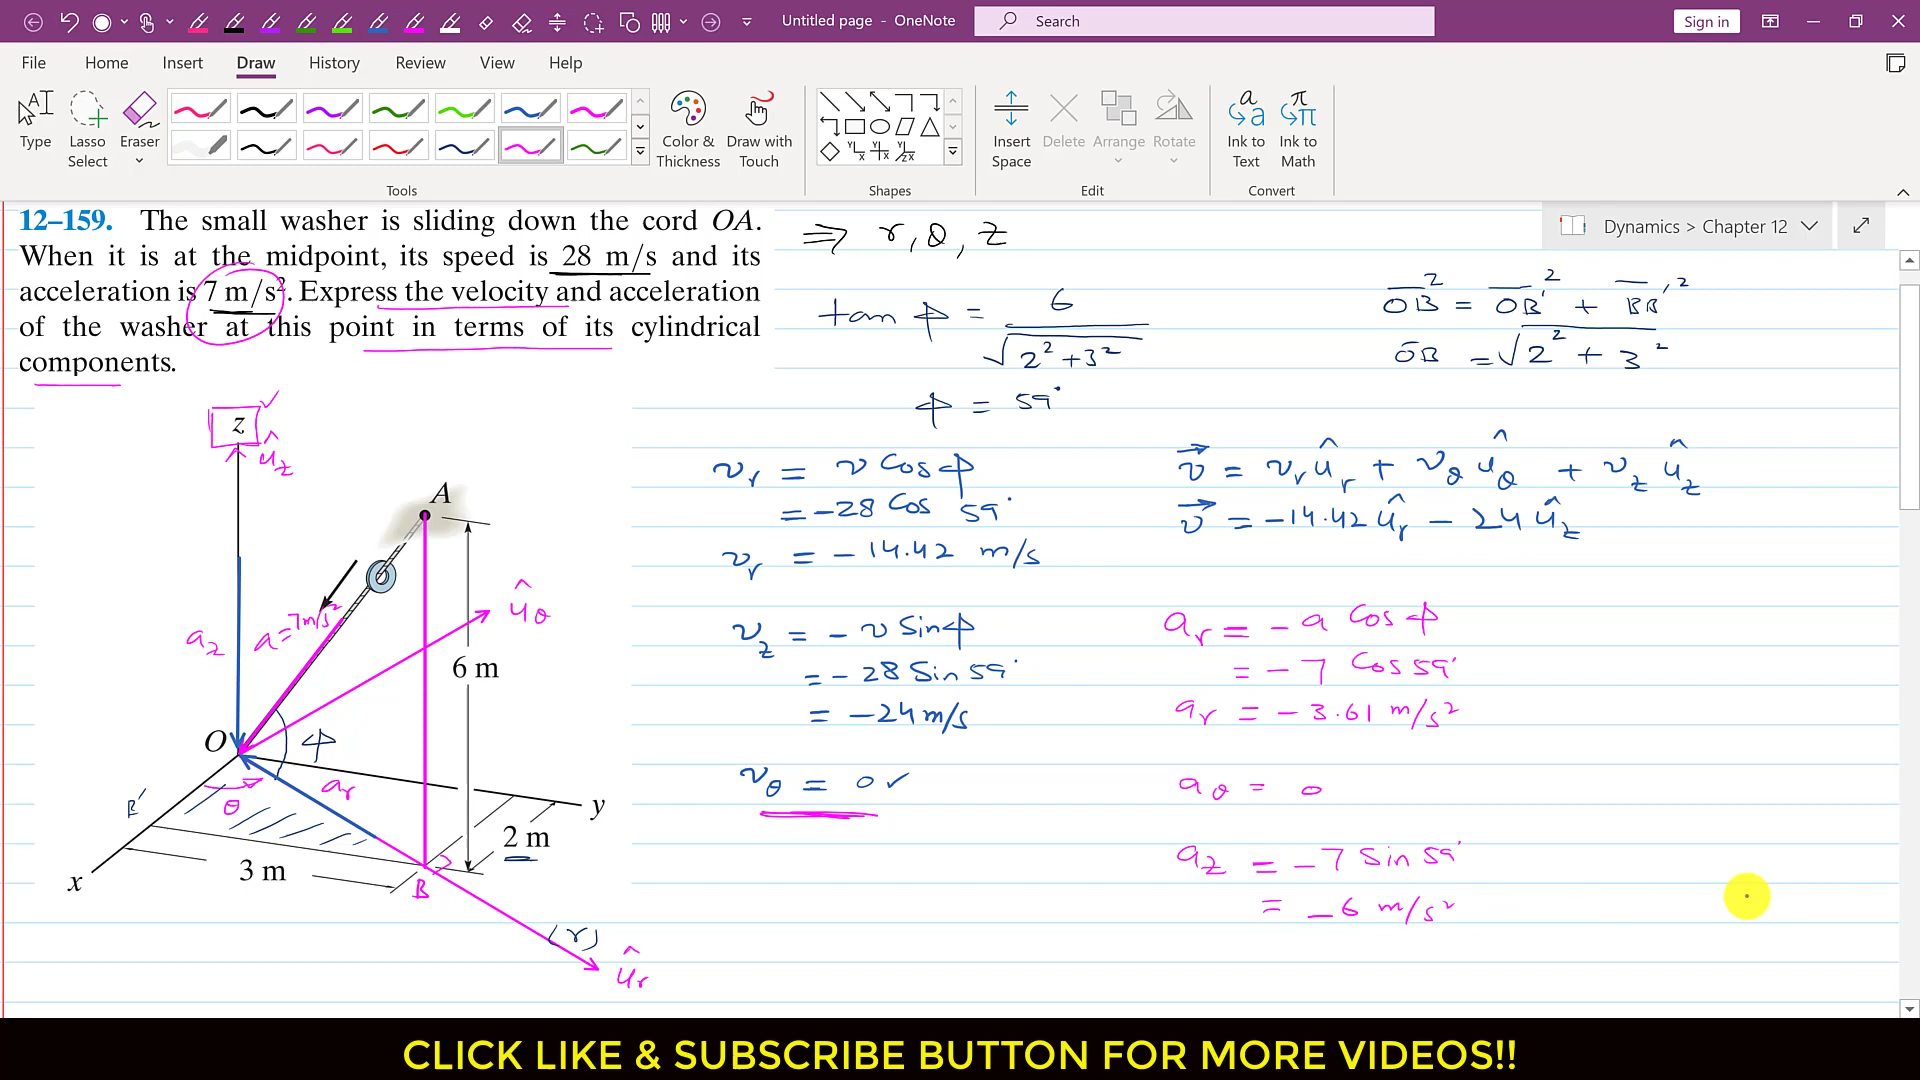 Untitled page - OneNote
Search
Sign in
File Home Insert Draw History Review View Help
Type
Lasso Select
Eraser
Color & Thickness
Draw with Touch
Insert Space
Delete
Arrange
Rotate
Ink to Text
Ink to Math
Tools
Shapes
Edit
Convert
Dynamics > Chapter 12
12–159. The small washer is sliding down the cord OA.
When it is at the midpoint, its speed is 28 m/s and its
acceleration is 7 m/s². Express the velocity and acceleration
of the washer at this point in terms of its cylindrical
components.
z
û_z
A
û_θ
a_z
a = 7m/s²
6 m
O
φ
B'
θ
a_r
y
2 m
3 m
x
B
(r)
û_r
⇒ r, θ, z
tan φ = 6 / √(2² + 3²)
φ = 59°
OB² = OB'² + BB'²
OB = √(2² + 3²)
v_r = v Cos φ
= -28 Cos 59°
v_r = -14.42 m/s
v_z = - v Sin φ
= - 28 Sin 59°
= -24 m/s
v_θ = 0 ✓
v = v_r û_r + v_θ û_θ + v_z û_z
v = -14.42 û_r - 24 û_z
a_r = - a Cos φ
= - 7 Cos 59°
a_r = - 3.61 m/s²
a_θ = 0
a_z = - 7 Sin 59°
= - 6 m/s²
CLICK LIKE & SUBSCRIBE BUTTON FOR MORE VIDEOS!!